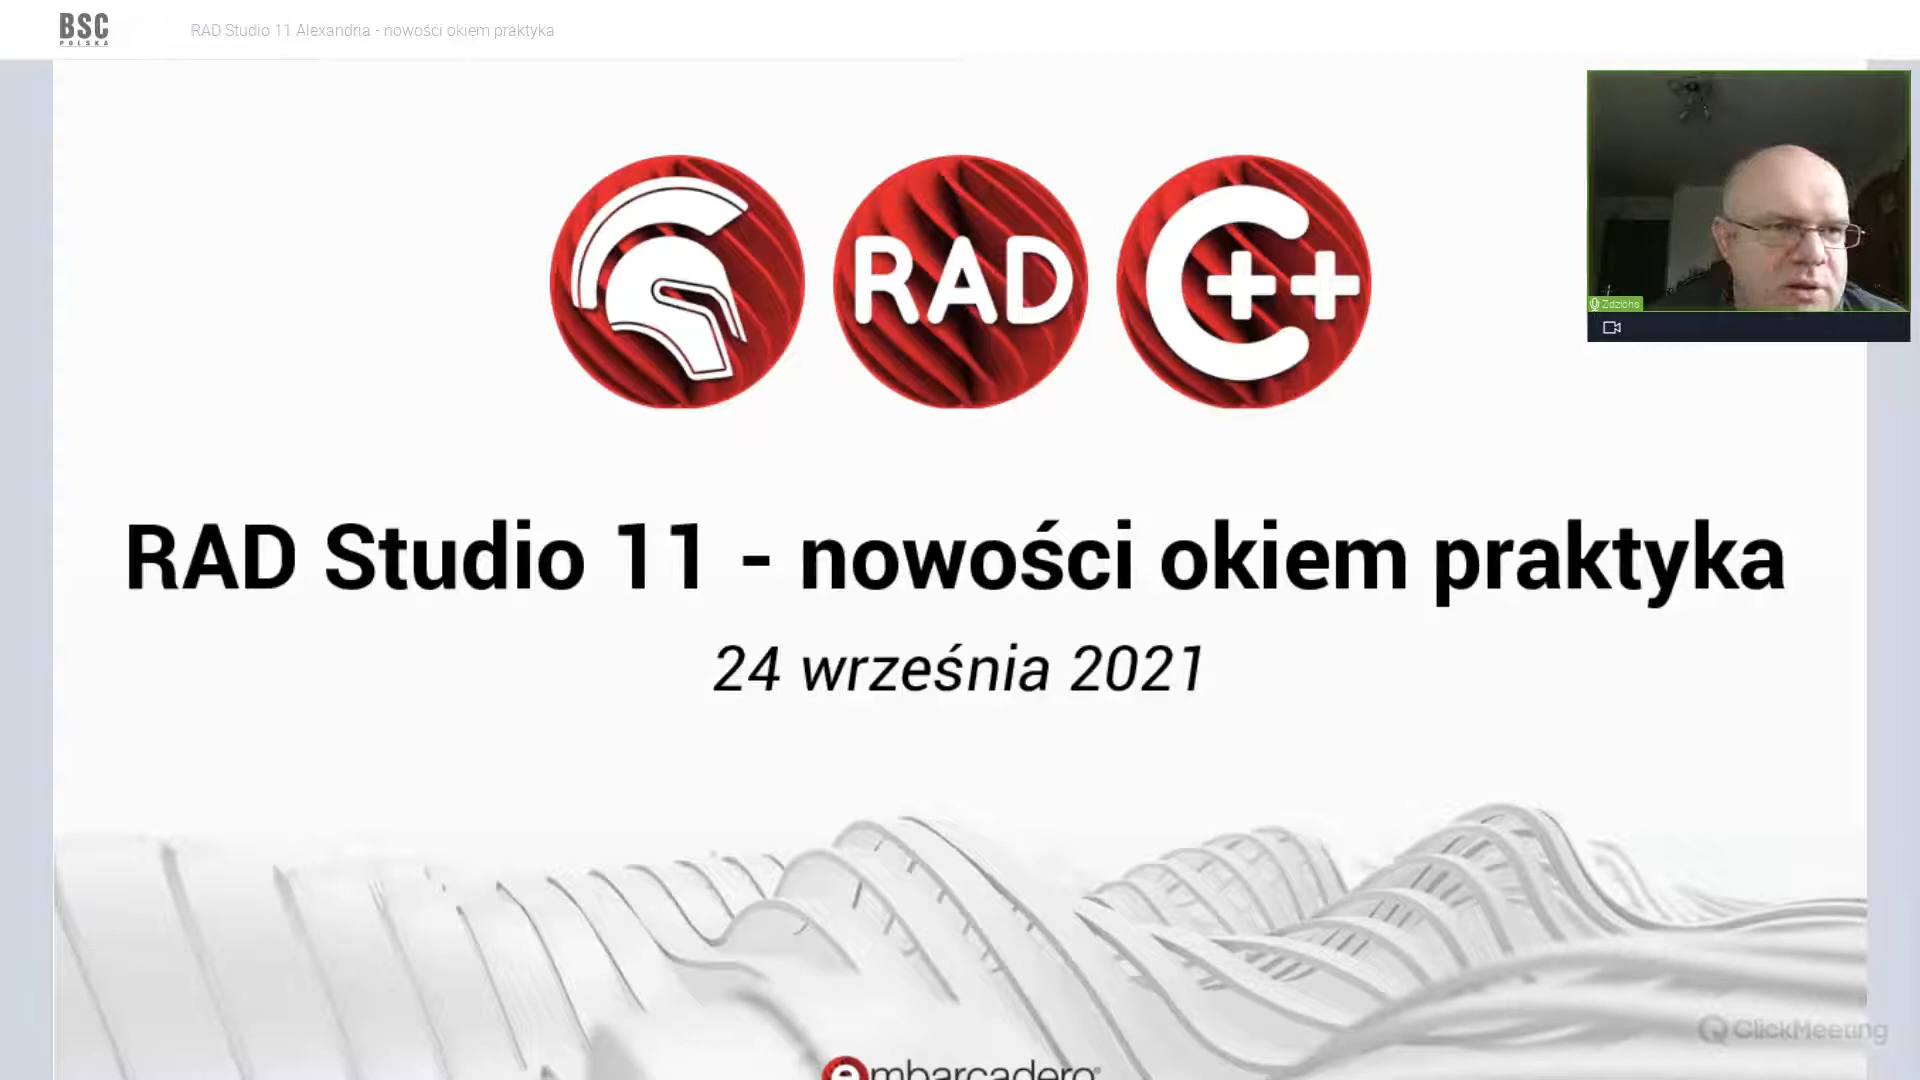 BSC
POLSKA
RAD Studio 11 Alexandria - nowości okiem praktyka
RAD
C++
Zdzichs
RAD Studio 11 - nowości okiem praktyka
24 września 2021
ClickMeeting
embarcadero